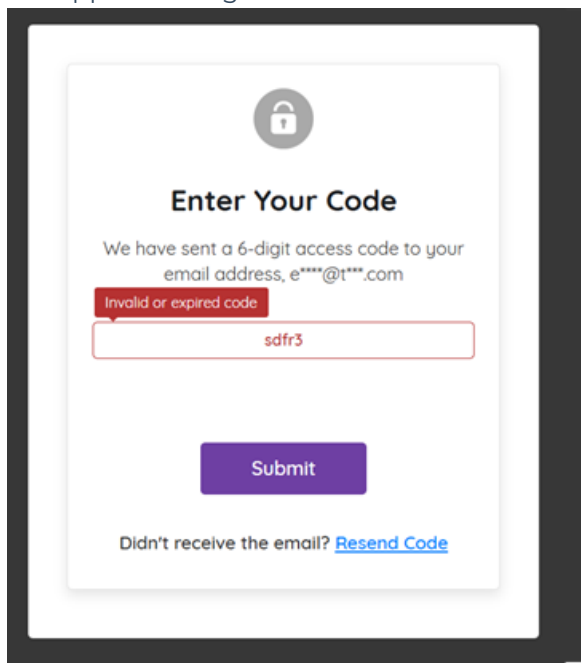 Enter Your Code
We have sent a 6-digit access code to your
email address, e****@t***.com
Invalid or expired code
sdfr3
Submit
Didn't receive the email? Resend Code